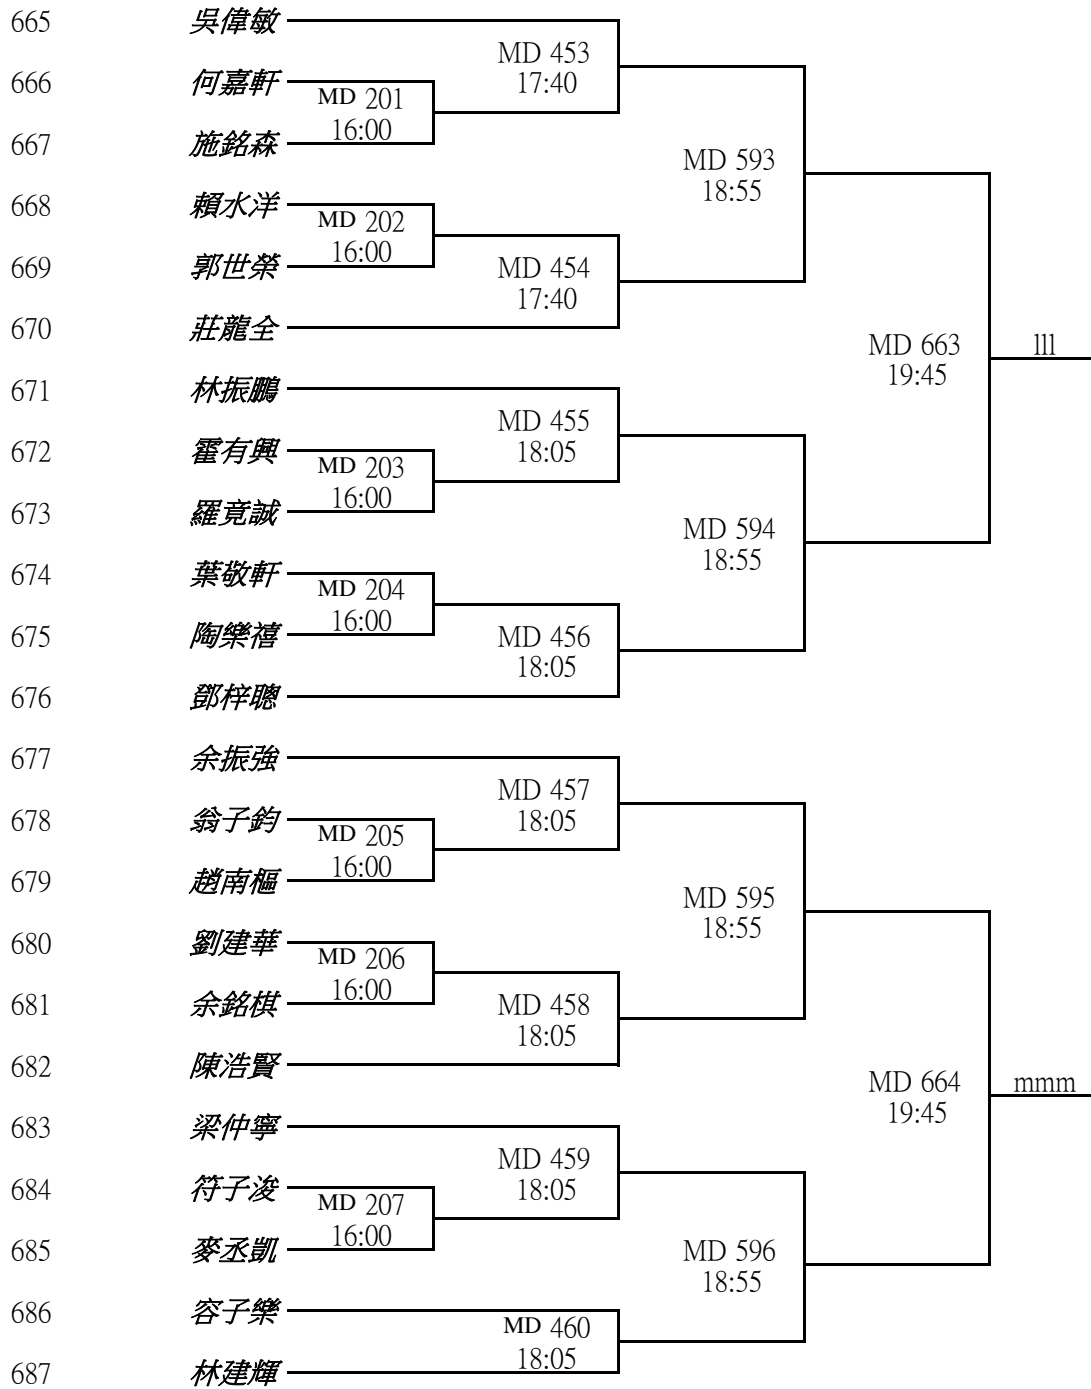 665 吳偉敏
MD 453
17:40
666 何嘉軒
MD 201
16:00
667 施銘森
MD 593
18:55
668 賴水洋
MD 202
16:00
669 郭世榮
MD 454
17:40
670 莊龍全
MD 663
19:45
lll
671 林振鵬
MD 455
18:05
672 霍有興
MD 203
16:00
673 羅竟誠
MD 594
18:55
674 葉敬軒
MD 204
16:00
675 陶樂禧
MD 456
18:05
676 鄧梓聰
677 余振強
MD 457
18:05
678 翁子鈞
MD 205
16:00
679 趙南樞
MD 595
18:55
680 劉建華
MD 206
16:00
681 余銘棋
MD 458
18:05
682 陳浩賢
MD 664
19:45
mmm
683 梁仲寧
MD 459
18:05
684 符子浚
MD 207
16:00
685 麥丞凱
MD 596
18:55
686 容子樂
MD 460
18:05
687 林建輝